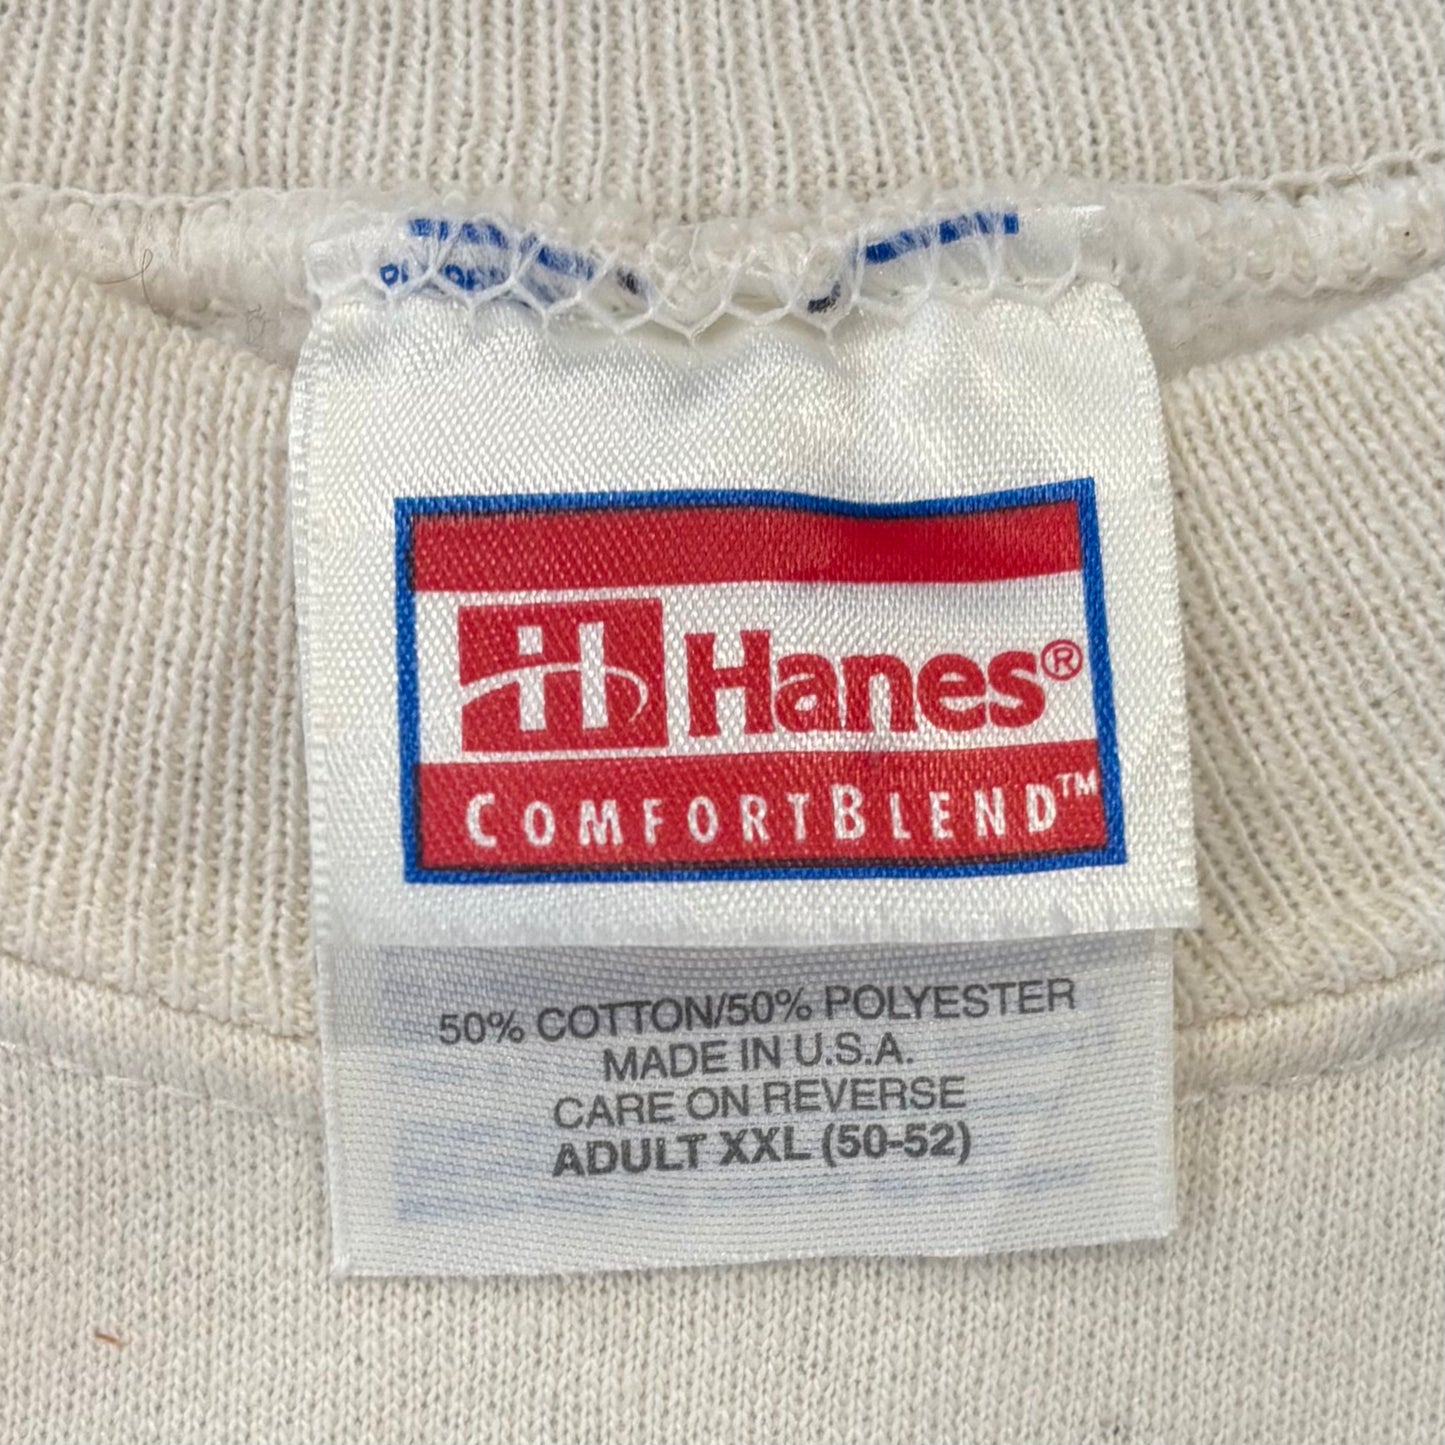 Hanes®
COMFORTBLEND™
50% COTTON/50% POLYESTER
MADE IN U.S.A.
CARE ON REVERSE
ADULT XXL (50-52)